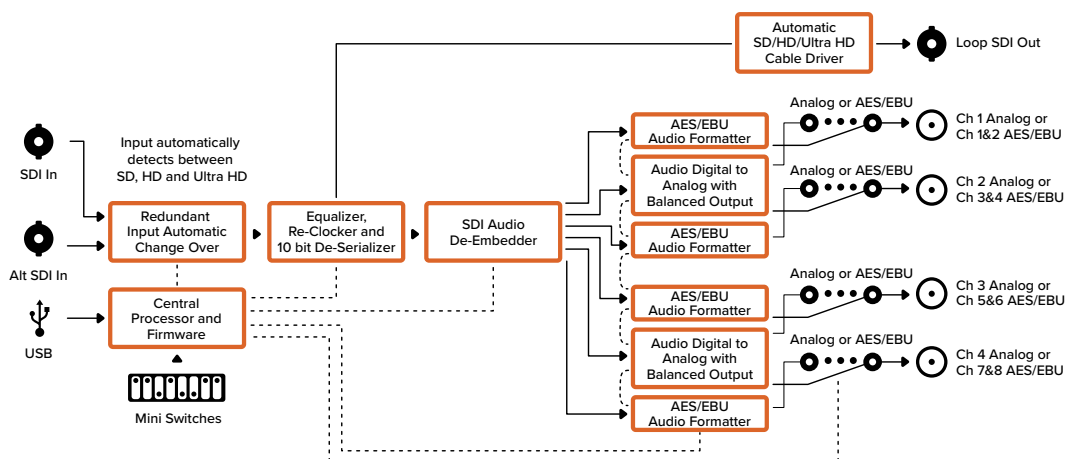 Automatic
SD/HD/Ultra HD
Cable Driver
Loop SDI Out
SDI In
Input automatically
detects between
SD, HD and Ultra HD
Alt SDI In
Redundant
Input Automatic
Change Over
Equalizer,
Re-Clocker and
10 bit De-Serializer
SDI Audio
De-Embedder
USB
Central
Processor and
Firmware
Mini Switches
AES/EBU
Audio Formatter
Audio Digital to
Analog with
Balanced Output
AES/EBU
Audio Formatter
AES/EBU
Audio Formatter
Audio Digital to
Analog with
Balanced Output
AES/EBU
Audio Formatter
Analog or AES/EBU
Ch 1 Analog or
Ch 1&2 AES/EBU
Analog or AES/EBU
Ch 2 Analog or
Ch 3&4 AES/EBU
Analog or AES/EBU
Ch 3 Analog or
Ch 5&6 AES/EBU
Analog or AES/EBU
Ch 4 Analog or
Ch 7&8 AES/EBU